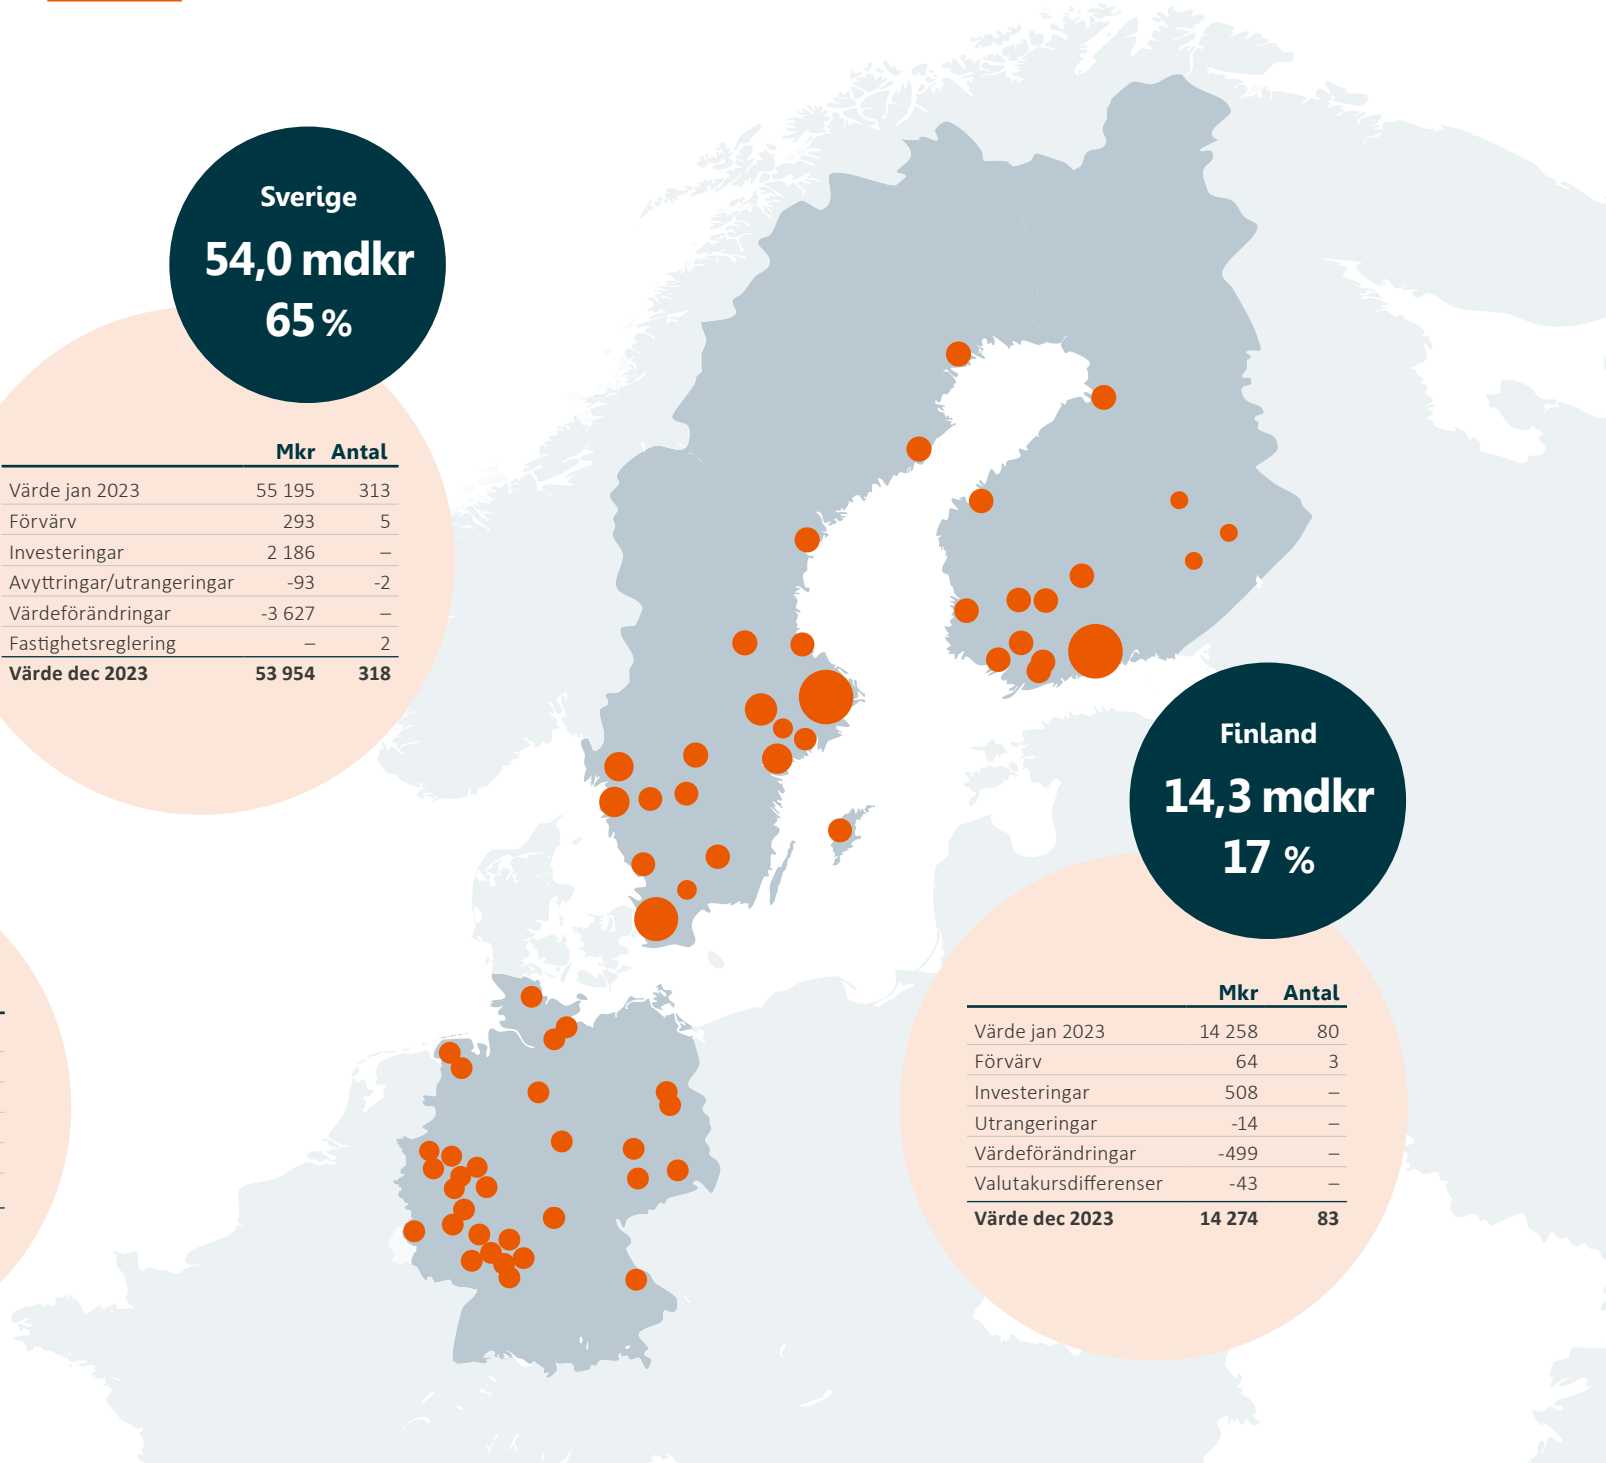 Sverige
54,0 mdkr
65 %
Mkr Antal
Värde jan 2023 55 195 313
Förvärv 293 5
Investeringar 2 186 –
Avyttringar/utrangeringar -93 -2
Värdeförändringar -3 627 –
Fastighetsreglering – 2
Värde dec 2023 53 954 318
Finland
14,3 mdkr
17 %
Mkr Antal
Värde jan 2023 14 258 80
Förvärv 64 3
Investeringar 508 –
Utrangeringar -14 –
Värdeförändringar -499 –
Valutakursdifferenser -43 –
Värde dec 2023 14 274 83